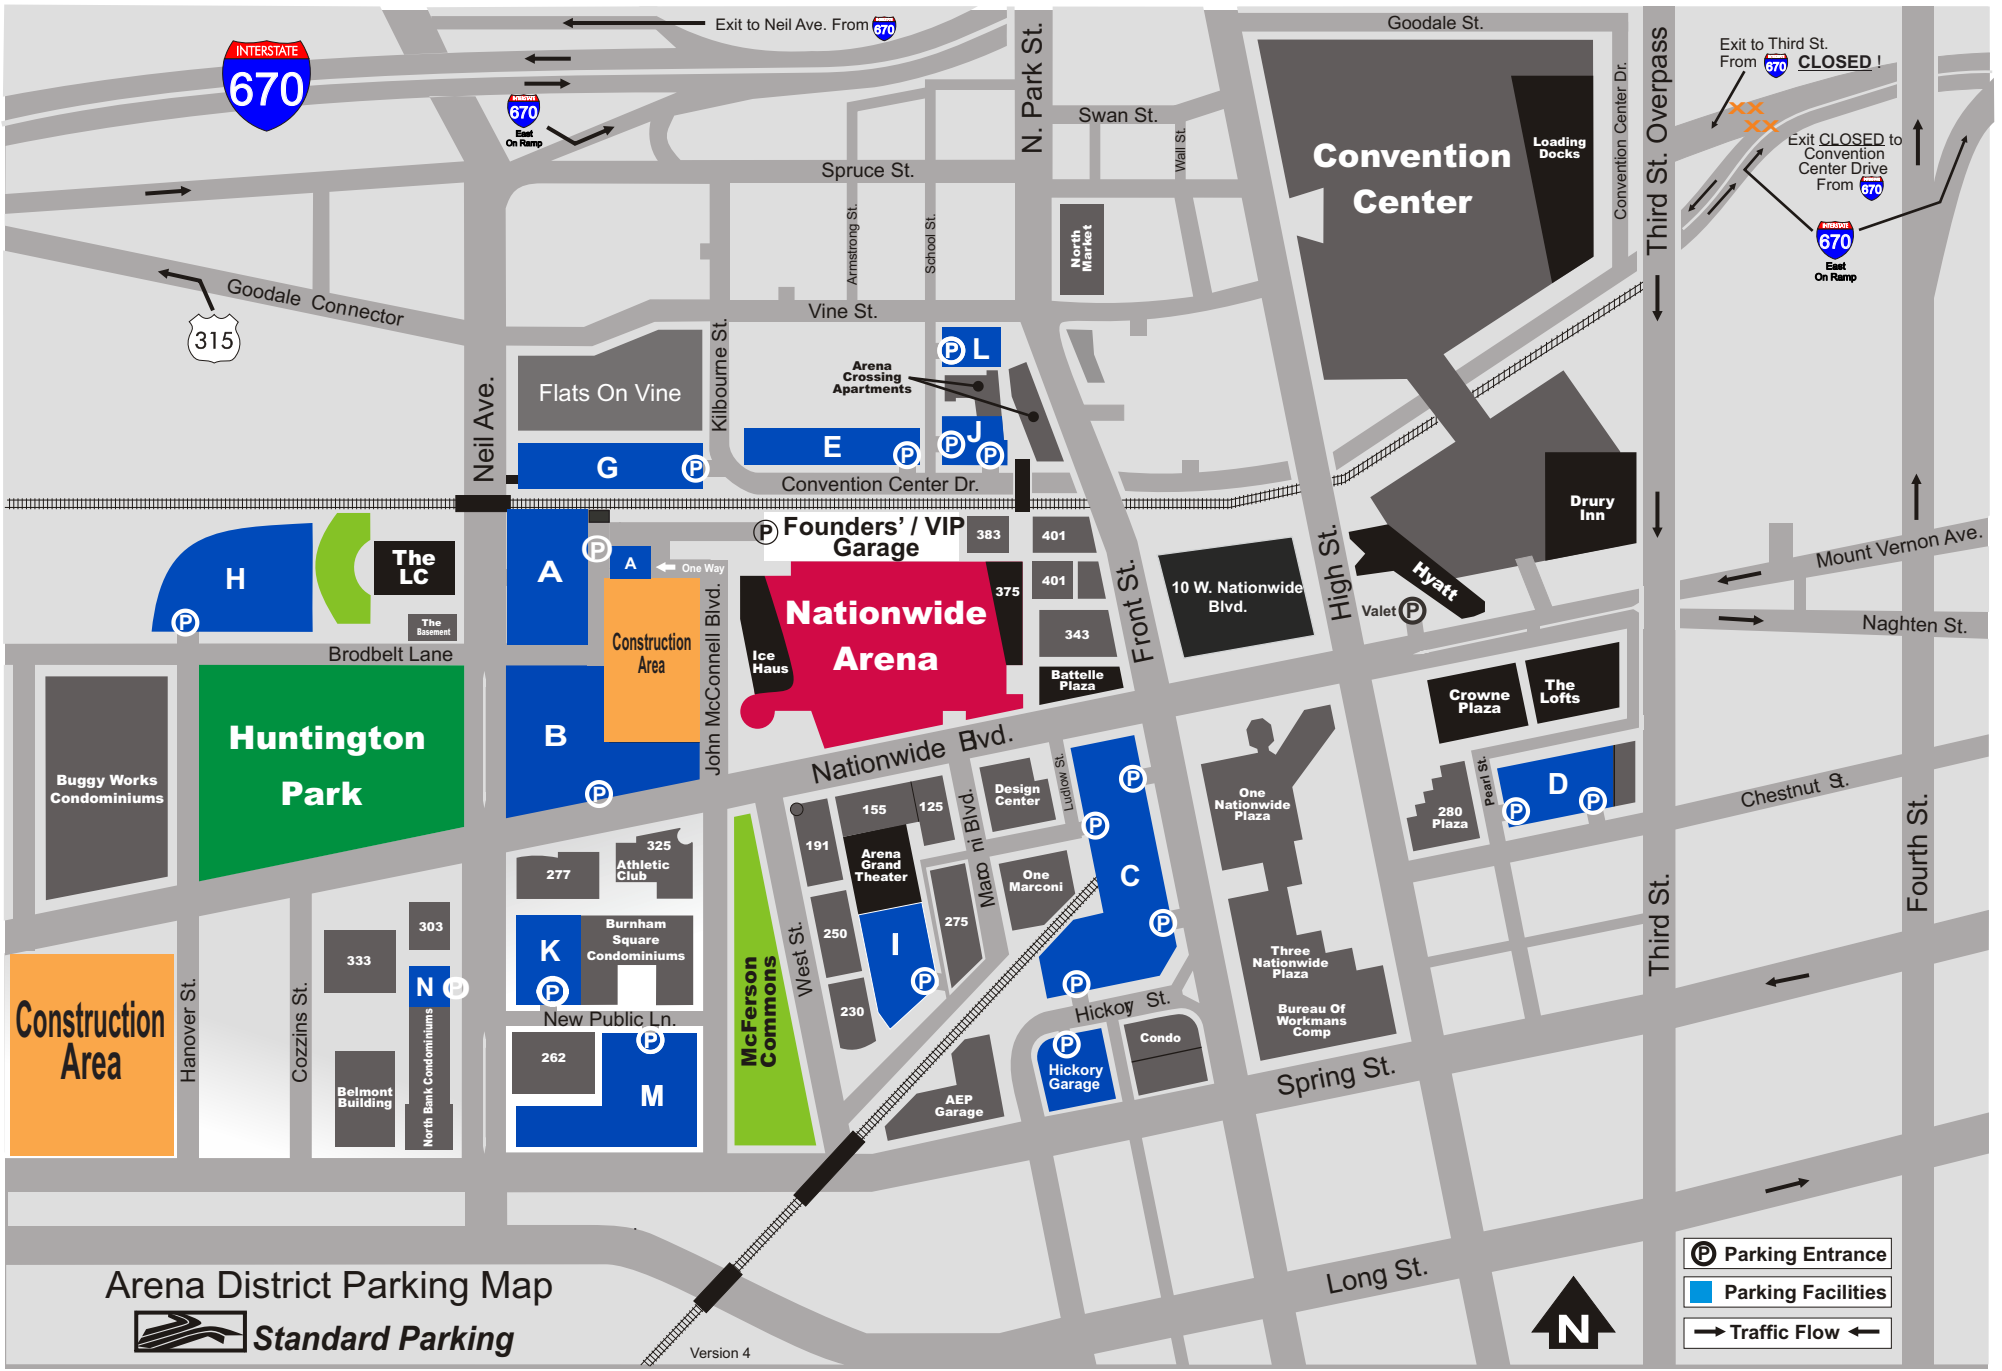 Exit to Neil Ave. From
670
INTERSTATE
670
670
East
On Ramp
N. Park St.
Goodale St.
Swan St.
Wall St.
Convention
Center
Loading
Docks
Convention Center Dr.
Third St. Overpass
Exit to Third St.
From 670 CLOSED !
XX
XX
Exit CLOSED to
Convention
Center Drive
From 670
INTERSTATE
670
East
On Ramp
Spruce St.
Armstrong St.
School St.
North
Market
Goodale Connector
315
Vine St.
Kilbourne St.
Neil Ave.
Flats On Vine
Arena
Crossing
Apartments
P L
J
P P
E P
G P
Convention Center Dr.
H
P
The
LC
The
Basement
Brodbelt Lane
A
P
A
One Way
Construction
Area
John McConnell Blvd.
P Founders' / VIP
Garage
383
401
401
375
343
Battelle
Plaza
Nationwide
Arena
Ice
Haus
Front St.
10 W. Nationwide
Blvd.
High St.
Hyatt
Valet P
Drury
Inn
Mount Vernon Ave.
Naghten St.
Crowne
Plaza
The
Lofts
Buggy Works
Condominiums
Huntington
Park
B
P
Nationwide Blvd.
155
125
191
Arena
Grand
Theater
250
230
I
P
275
Design
Center
Ludlow St.
One
Marconi
C
P
P
P
P
One
Nationwide
Plaza
Three
Nationwide
Plaza
Bureau Of
Workmans
Comp
280
Plaza
Pearl St.
D
P P
Chestnut St.
Fourth St.
Third St.
277
325
Athletic
Club
K
P
Burnham
Square
Condominiums
New Public Ln.
262
P
M
McFerson
Commons
West St.
303
333
N P
North Bank Condominiums
Belmont
Building
Construction
Area
Hanover St.
Cozzins St.
Hickory St.
P
Hickory
Garage
Condo
AEP
Garage
Spring St.
Long St.
Arena District Parking Map
Standard Parking
Version 4
N
P Parking Entrance
Parking Facilities
Traffic Flow